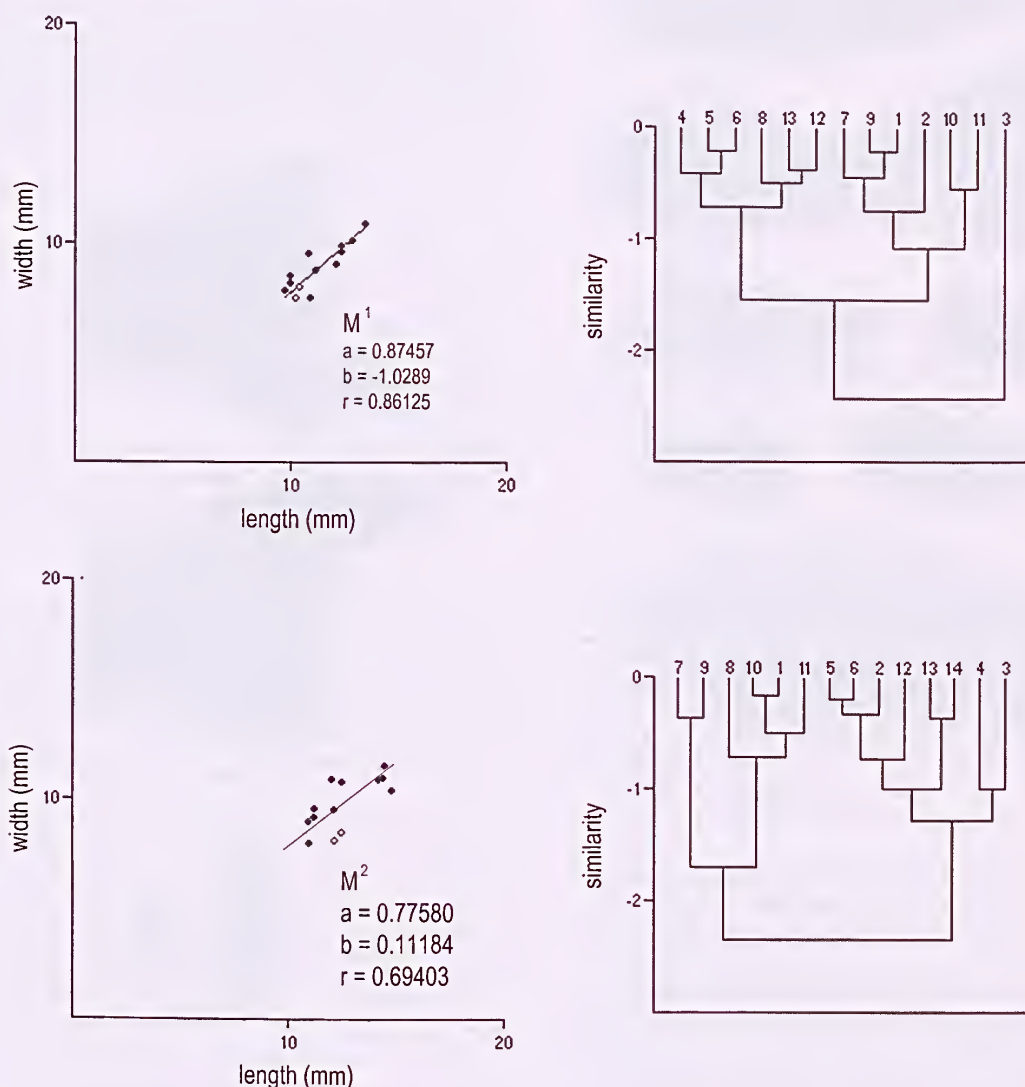 20
width (mm)
10
M¹
a = 0.87457
b = -1.0289
r = 0.86125
10 20
length (mm)
4 5 6 8 13 12 7 9 1 2 10 11 3
0
-1
similarity
-2
20
width (mm)
10
M²
a = 0.77580
b = 0.11184
r = 0.69403
10 20
length (mm)
7 9 8 10 1 11 5 6 2 12 13 14 4 3
0
-1
similarity
-2